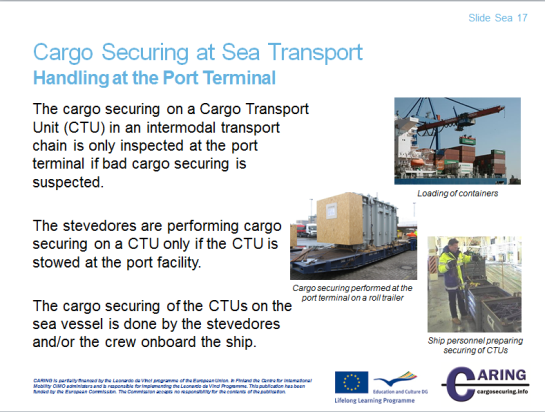 Slide Sea 17
Cargo Securing at Sea Transport
Handling at the Port Terminal
The cargo securing on a Cargo Transport
Unit (CTU) in an intermodal transport
chain is only inspected at the port
terminal if bad cargo securing is
suspected.
Loading of containers
The stevedores are performing cargo
securing on a CTU only if the CTU is
stowed at the port facility.
Cargo securing performed at the
port terminal on a roll trailer
The cargo securing of the CTUs on the
sea vessel is done by the stevedores
and/or the crew onboard the ship.
Ship personnel preparing
securing of CTUs
CARING is partially financed by the Leonardo da Vinci programme of the European Union. In Finland the Centre for International
Mobility CIMO administers and is responsible for implementing the Leonardo da Vinci Programme. This publication has been
funded by the European Commission. The Commission accepts no responsibility for the contents of the publication.
Education and Culture DG
Lifelong Learning Programme
CARING
cargosecuring.info